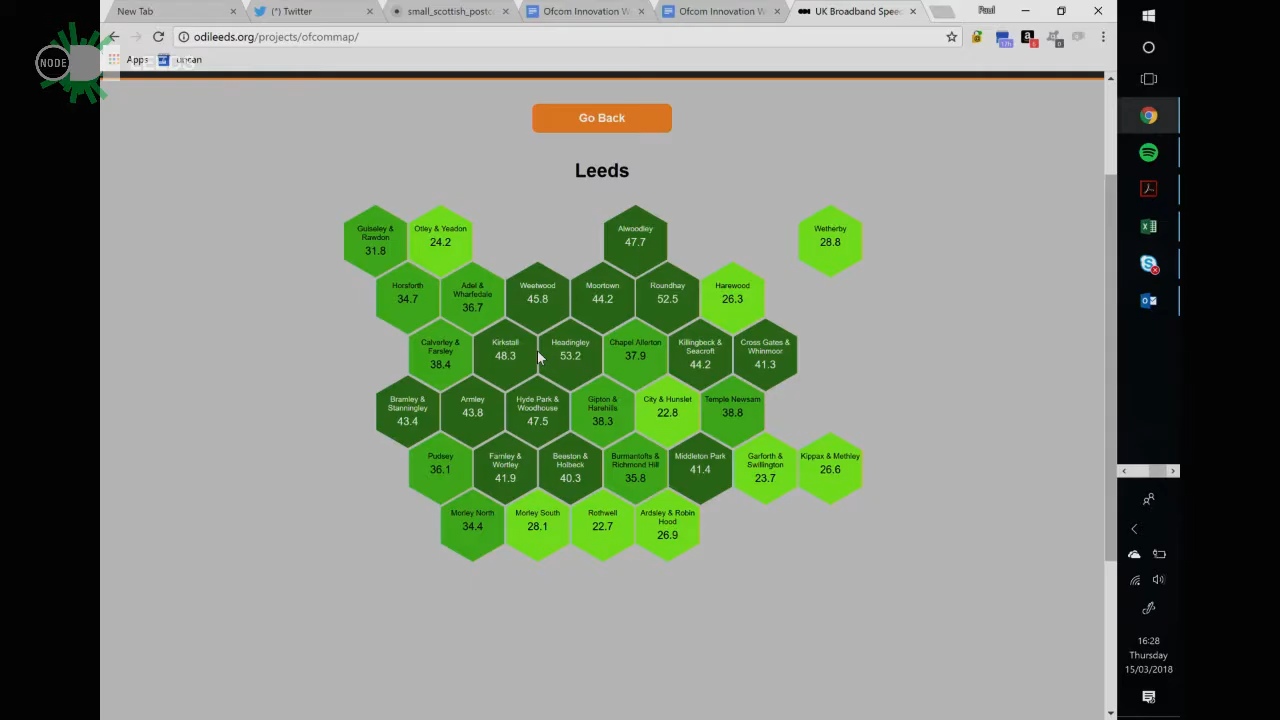 New Tab
(*) Twitter
small_scottish_postc
Ofcom Innovation W
Ofcom Innovation W
UK Broadband Spee
Paul
odileeds.org/projects/ofcommap/
NODE
Apps
Go Back
Leeds
Guiseley &
Rawdon
31.8
Otley & Yeadon
24.2
Alwoodley
47.7
Wetherby
28.8
Horsforth
34.7
Adel &
Wharfedale
36.7
Weetwood
45.8
Moortown
44.2
Roundhay
52.5
Harewood
26.3
Calverley &
Farsley
38.4
Kirkstall
48.3
Headingley
53.2
Chapel Allerton
37.9
Killingbeck &
Seacroft
44.2
Cross Gates &
Whinmoor
41.3
Bramley &
Stanningley
43.4
Armley
43.8
Hyde Park &
Woodhouse
47.5
Gipton &
Harehills
38.3
City & Hunslet
22.8
Temple Newsam
38.8
Pudsey
36.1
Farnley &
Wortley
41.9
Beeston &
Holbeck
40.3
Burmantofts &
Richmond Hill
35.8
Middleton Park
41.4
Garforth &
Swillington
23.7
Kippax & Methley
26.6
Morley North
34.4
Morley South
28.1
Rothwell
22.7
Ardsley & Robin
Hood
26.9
16:28
Thursday
15/03/2018